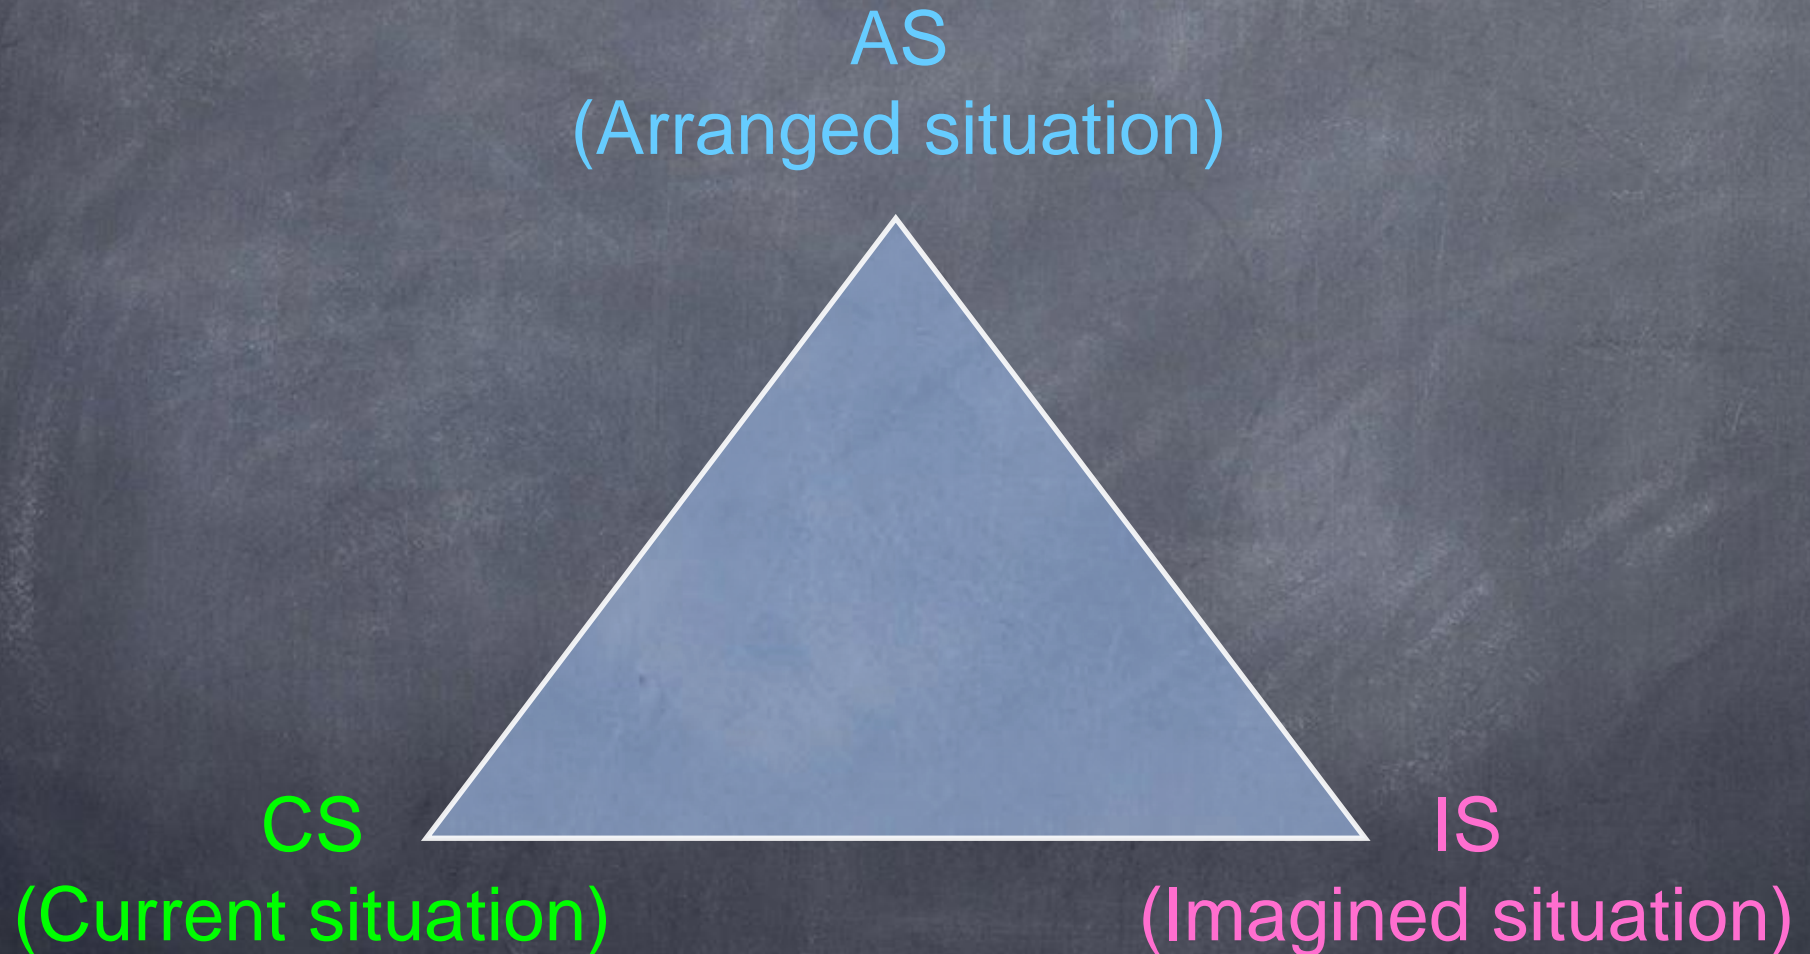 AS
(Arranged situation)
CS
(Current situation)
IS
(Imagined situation)